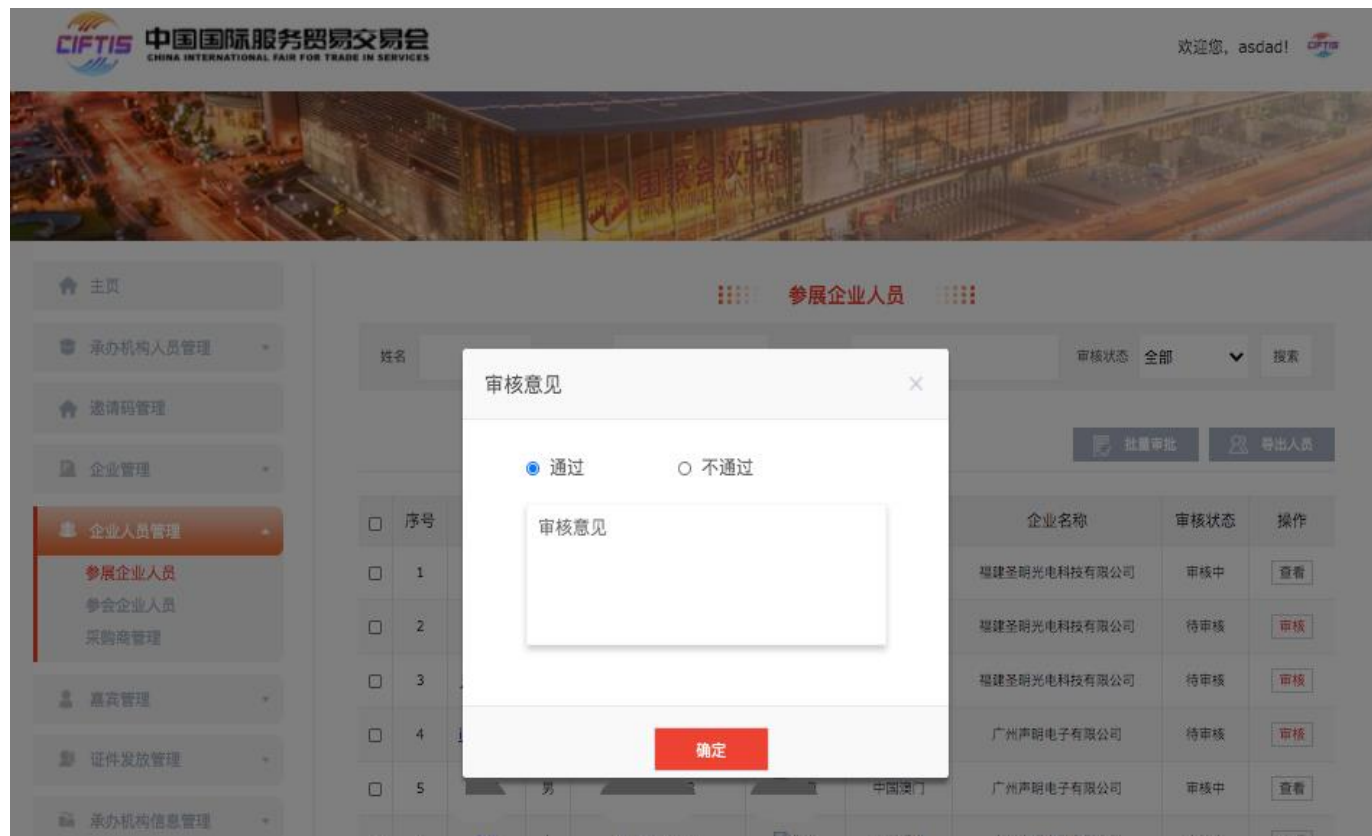 CIFTIS 中国国际服务贸易交易会
CHINA INTERNATIONAL FAIR FOR TRADE IN SERVICES
欢迎您，asdad!
CIFTIS
国家会议中心
主页
承办机构人员管理
邀请码管理
企业管理
企业人员管理
参展企业人员
参会企业人员
采购商管理
嘉宾管理
证件发放管理
承办机构信息管理
参展企业人员
姓名 审核状态 全部 搜索
批量审批 导出人员
审核意见 ×
通过 不通过
审核意见
确定
序号 企业名称 审核状态 操作
1 福建圣明光电科技有限公司 审核中 查看
2 福建圣明光电科技有限公司 待审核 审核
3 福建圣明光电科技有限公司 待审核 审核
4 广州声明电子有限公司 待审核 审核
5 男 中国澳门 广州声明电子有限公司 审核中 查看